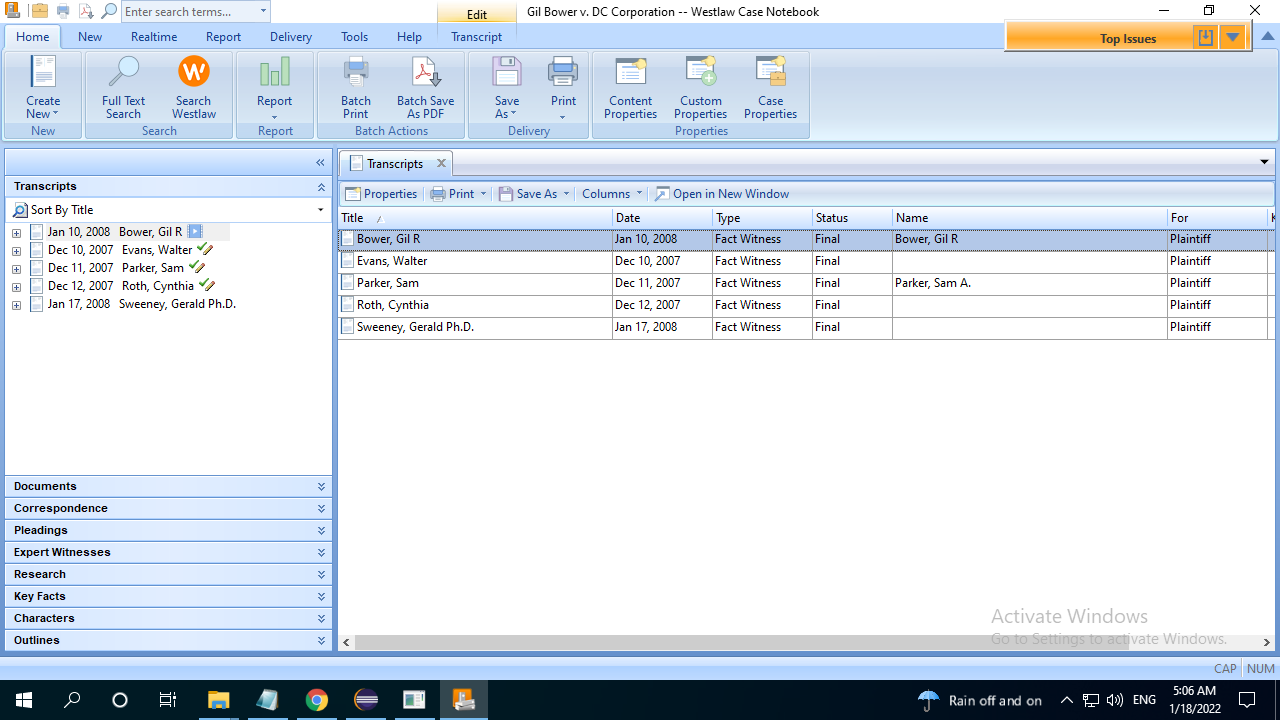 Enter search terms...
Edit
Gil Bower v. DC Corporation -- Westlaw Case Notebook
Home New Realtime Report Delivery Tools Help Transcript
Top Issues
Create New
Full Text Search
Search Westlaw
Report
Batch Print
Batch Save As PDF
Save As
Print
Content Properties
Custom Properties
Case Properties
New Search Report Batch Actions Delivery Properties
Transcripts
Transcripts
Sort By Title
Properties Print Save As Columns Open in New Window
Title Date Type Status Name For K
Jan 10, 2008 Bower, Gil R
Dec 10, 2007 Evans, Walter
Dec 11, 2007 Parker, Sam
Dec 12, 2007 Roth, Cynthia
Jan 17, 2008 Sweeney, Gerald Ph.D.
Bower, Gil R Jan 10, 2008 Fact Witness Final Bower, Gil R Plaintiff
Evans, Walter Dec 10, 2007 Fact Witness Final Plaintiff
Parker, Sam Dec 11, 2007 Fact Witness Final Parker, Sam A. Plaintiff
Roth, Cynthia Dec 12, 2007 Fact Witness Final Plaintiff
Sweeney, Gerald Ph.D. Jan 17, 2008 Fact Witness Final Plaintiff
Documents
Correspondence
Pleadings
Expert Witnesses
Research
Key Facts
Characters
Outlines
Activate Windows
Go to Settings to activate Windows.
CAP NUM
Rain off and on
ENG
5:06 AM
1/18/2022